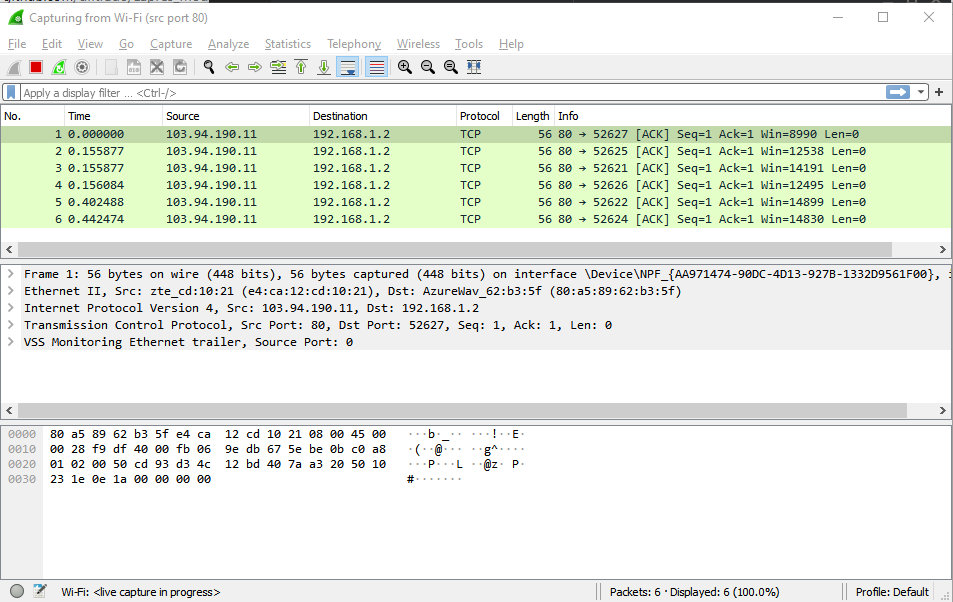 Capturing from Wi-Fi (src port 80)
File Edit View Go Capture Analyze Statistics Telephony Wireless Tools Help
Apply a display filter ... <Ctrl-/>
No. Time Source Destination Protocol Length Info
1 0.000000 103.94.190.11 192.168.1.2 TCP 56 80 → 52627 [ACK] Seq=1 Ack=1 Win=8990 Len=0
2 0.155877 103.94.190.11 192.168.1.2 TCP 56 80 → 52625 [ACK] Seq=1 Ack=1 Win=12538 Len=0
3 0.155877 103.94.190.11 192.168.1.2 TCP 56 80 → 52621 [ACK] Seq=1 Ack=1 Win=14191 Len=0
4 0.156084 103.94.190.11 192.168.1.2 TCP 56 80 → 52626 [ACK] Seq=1 Ack=1 Win=12495 Len=0
5 0.402488 103.94.190.11 192.168.1.2 TCP 56 80 → 52622 [ACK] Seq=1 Ack=1 Win=14899 Len=0
6 0.442474 103.94.190.11 192.168.1.2 TCP 56 80 → 52624 [ACK] Seq=1 Ack=1 Win=14830 Len=0
Frame 1: 56 bytes on wire (448 bits), 56 bytes captured (448 bits) on interface \Device\NPF_{AA971474-90DC-4D13-927B-1332D9561F00},
Ethernet II, Src: zte_cd:10:21 (e4:ca:12:cd:10:21), Dst: AzureWav_62:b3:5f (80:a5:89:62:b3:5f)
Internet Protocol Version 4, Src: 103.94.190.11, Dst: 192.168.1.2
Transmission Control Protocol, Src Port: 80, Dst Port: 52627, Seq: 1, Ack: 1, Len: 0
VSS Monitoring Ethernet trailer, Source Port: 0
0000 80 a5 89 62 b3 5f e4 ca 12 cd 10 21 08 00 45 00 ···b·_·· ···!··E·
0010 00 28 f9 df 40 00 fb 06 9e db 67 5e be 0b c0 a8 ·(··@··· ··g^····
0020 01 02 00 50 cd 93 d3 4c 12 bd 40 7a a3 20 50 10 ···P···L ··@z· P·
0030 23 1e 0e 1a 00 00 00 00 #·······
Wi-Fi: <live capture in progress> Packets: 6 · Displayed: 6 (100.0%) Profile: Default